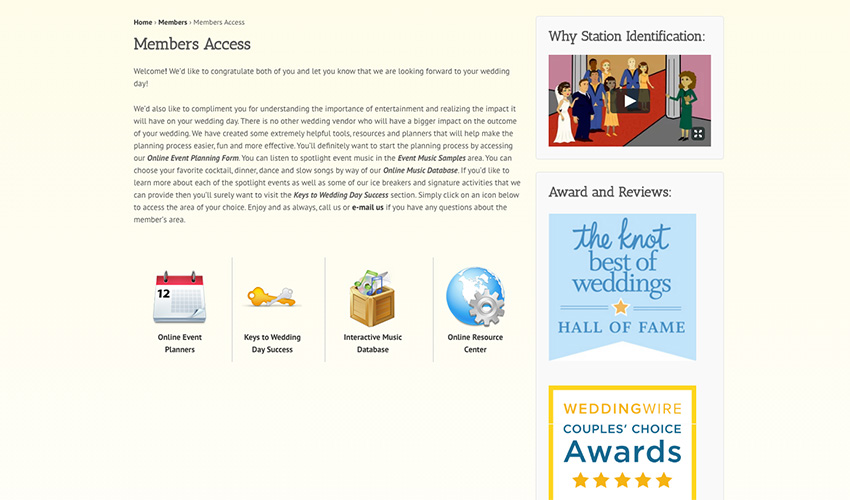 Home › Members › Members Access
Members Access
Welcome! We'd like to congratulate both of you and let you know that we are looking forward to your wedding
day!
We'd also like to compliment you for understanding the importance of entertainment and realizing the impact it
will have on your wedding day. There is no other wedding vendor who will have a bigger impact on the outcome
of your wedding. We have created some extremely helpful tools, resources and planners that will help make the
planning process easier, fun and more effective. You'll definitely want to start the planning process by accessing
our Online Event Planning Form. You can listen to spotlight event music in the Event Music Samples area. You can
choose your favorite cocktail, dinner, dance and slow songs by way of our Online Music Database. If you'd like to
learn more about each of the spotlight events as well as some of our ice breakers and signature activities that we
can provide then you'll surely want to visit the Keys to Wedding Day Success section. Simply click on an icon below
to access the area of your choice. Enjoy and as always, call us or e-mail us if you have any questions about the
member's area.
12
Online Event
Planners
Keys to Wedding
Day Success
Interactive Music
Database
Online Resource
Center
Why Station Identification:
Award and Reviews:
the knot
best of
weddings
HALL OF FAME
WEDDINGWIRE
COUPLES' CHOICE
Awards